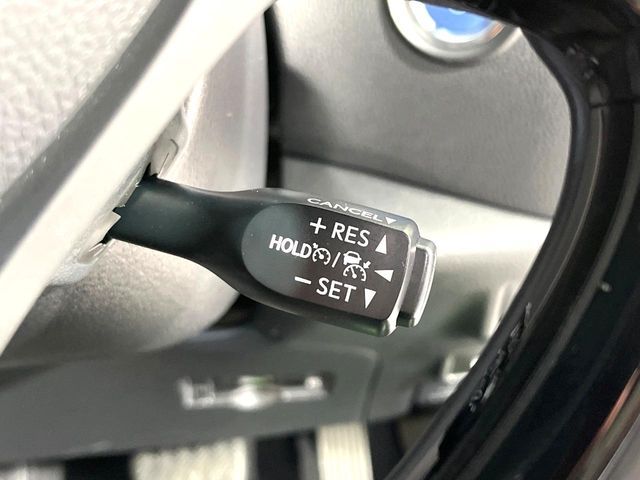 CANCEL▼
+ RES ▲
HOLD / ◀
− SET ▼